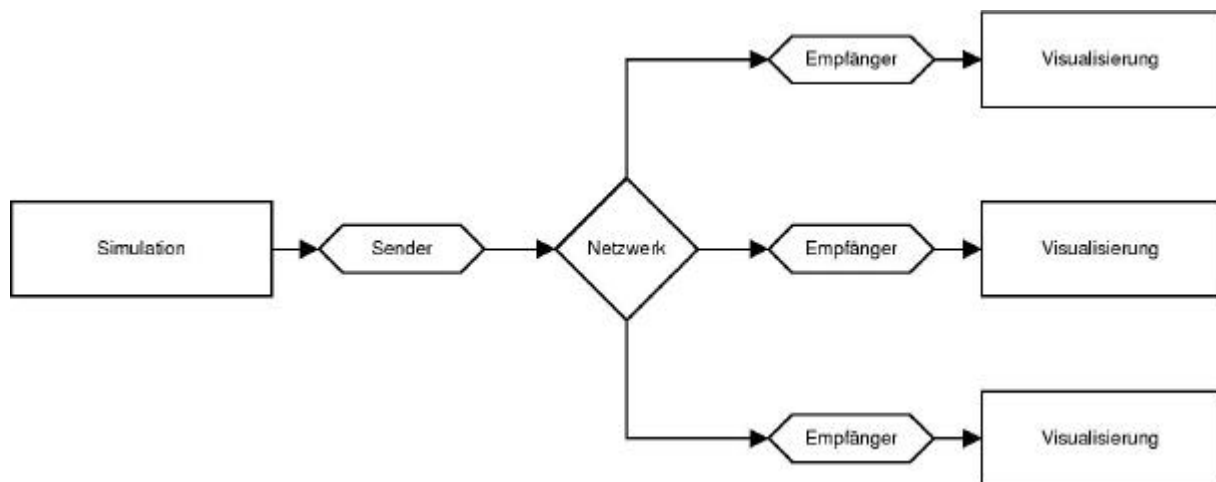 Empfänger
Visualisierung
Simulation
Sender
Netzwerk
Empfänger
Visualisierung
Empfänger
Visualisierung